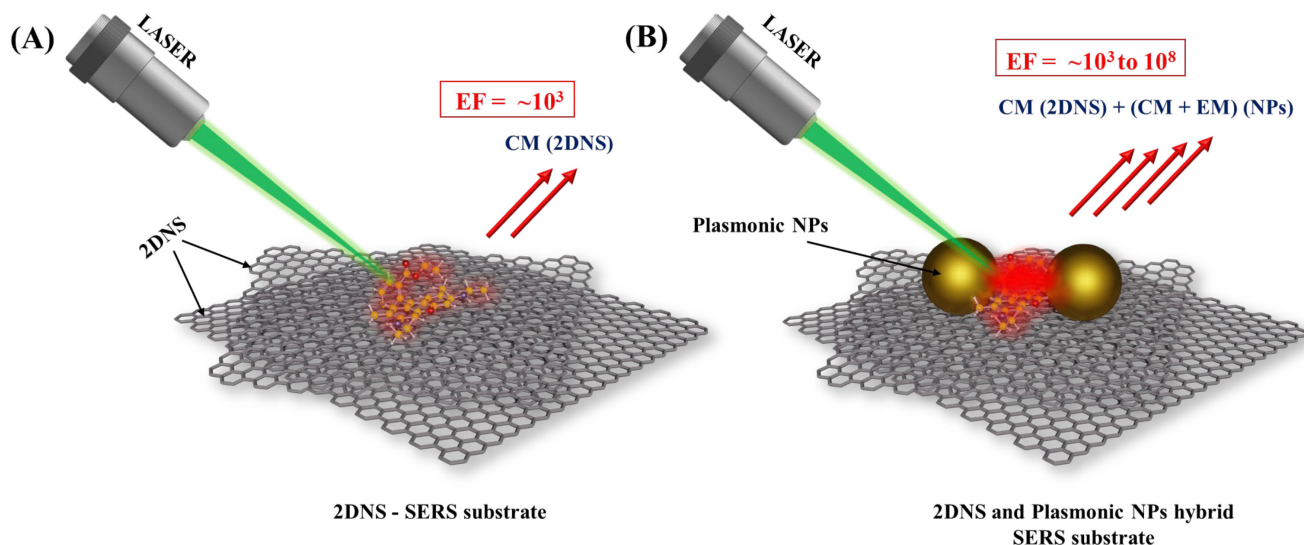 (A)
LASER
EF = ~10³
CM (2DNS)
2DNS
2DNS - SERS substrate
(B)
LASER
EF = ~10³ to 10⁸
CM (2DNS) + (CM + EM) (NPs)
Plasmonic NPs
2DNS and Plasmonic NPs hybrid
SERS substrate